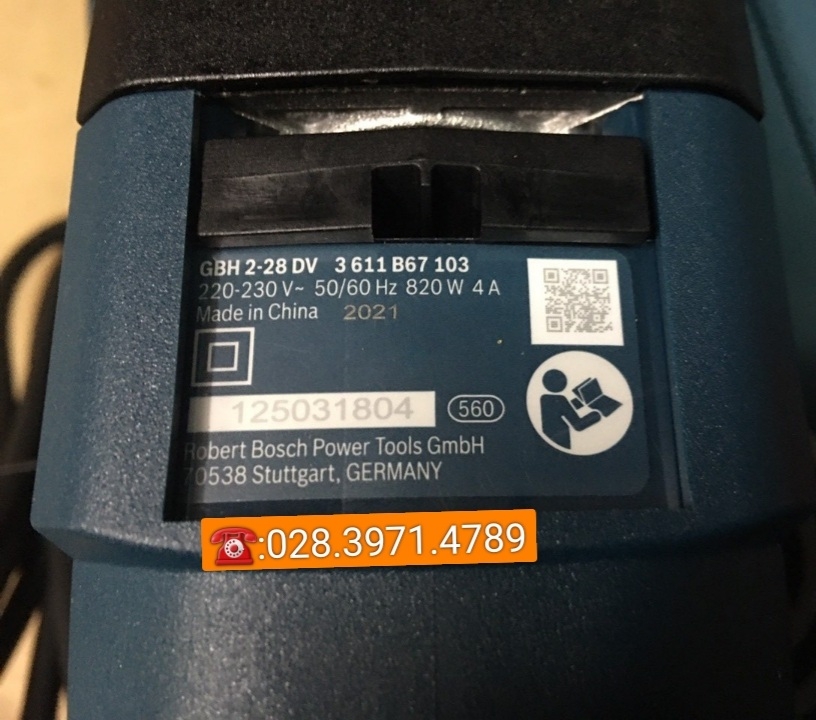 GBH 2-28 DV 3 611 B67 103
220-230 V~ 50/60 Hz 820 W 4 A
Made in China 2021
125031804 560
Robert Bosch Power Tools GmbH
70538 Stuttgart, GERMANY
☎:028.3971.4789